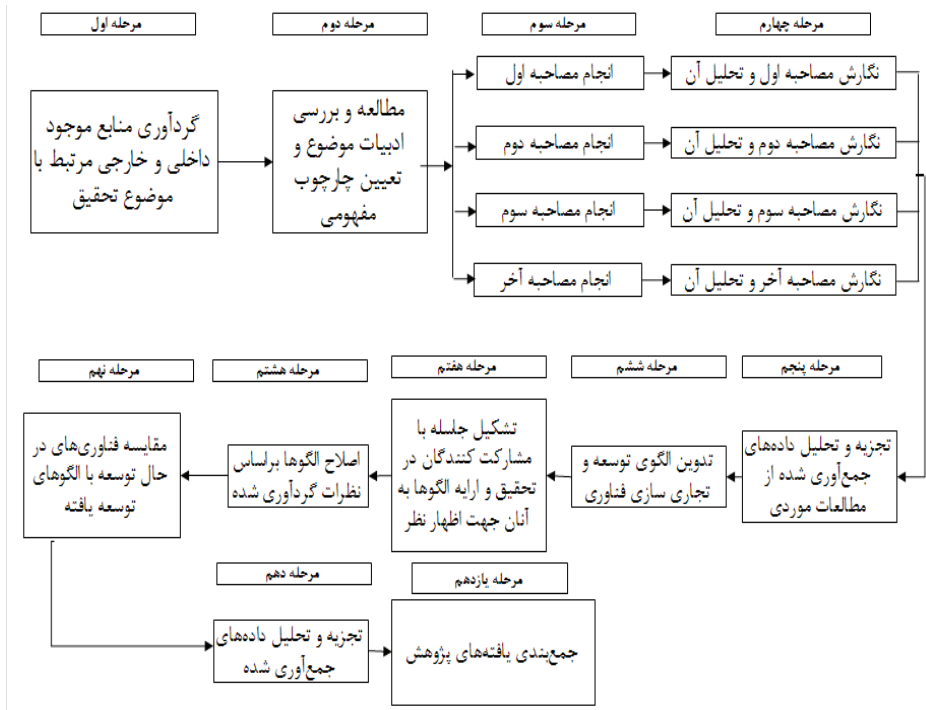 مرحله اول
گردآوری منابع موجود
داخلی و خارجی مرتبط با
موضوع تحقیق
مرحله دوم
مطالعه و بررسی
ادبیات موضوع و
تعیین چارچوب
مفهومی
مرحله سوم
انجام مصاحبه اول
انجام مصاحبه دوم
انجام مصاحبه سوم
انجام مصاحبه آخر
مرحله چهارم
نگارش مصاحبه اول و تحلیل آن
نگارش مصاحبه دوم و تحلیل آن
نگارش مصاحبه سوم و تحلیل آن
نگارش مصاحبه آخر و تحلیل آن
مرحله پنجم
تجزیه و تحلیل داده‌های
جمع‌آوری شده از
مطالعات موردی
مرحله ششم
تدوین الگوی توسعه و
تجاری سازی فناوری
مرحله هفتم
تشکیل جلسه با
مشارکت کنندگان در
تحقیق و ارایه الگوها به
آنان جهت اظهار نظر
مرحله هشتم
اصلاح الگوها براساس
نظرات گردآوری شده
مرحله نهم
مقایسه فناوری‌های در
حال توسعه با الگوهای
توسعه یافته
مرحله دهم
تجزیه و تحلیل داده‌های
جمع‌آوری شده
مرحله یازدهم
جمع‌بندی یافته‌های پژوهش